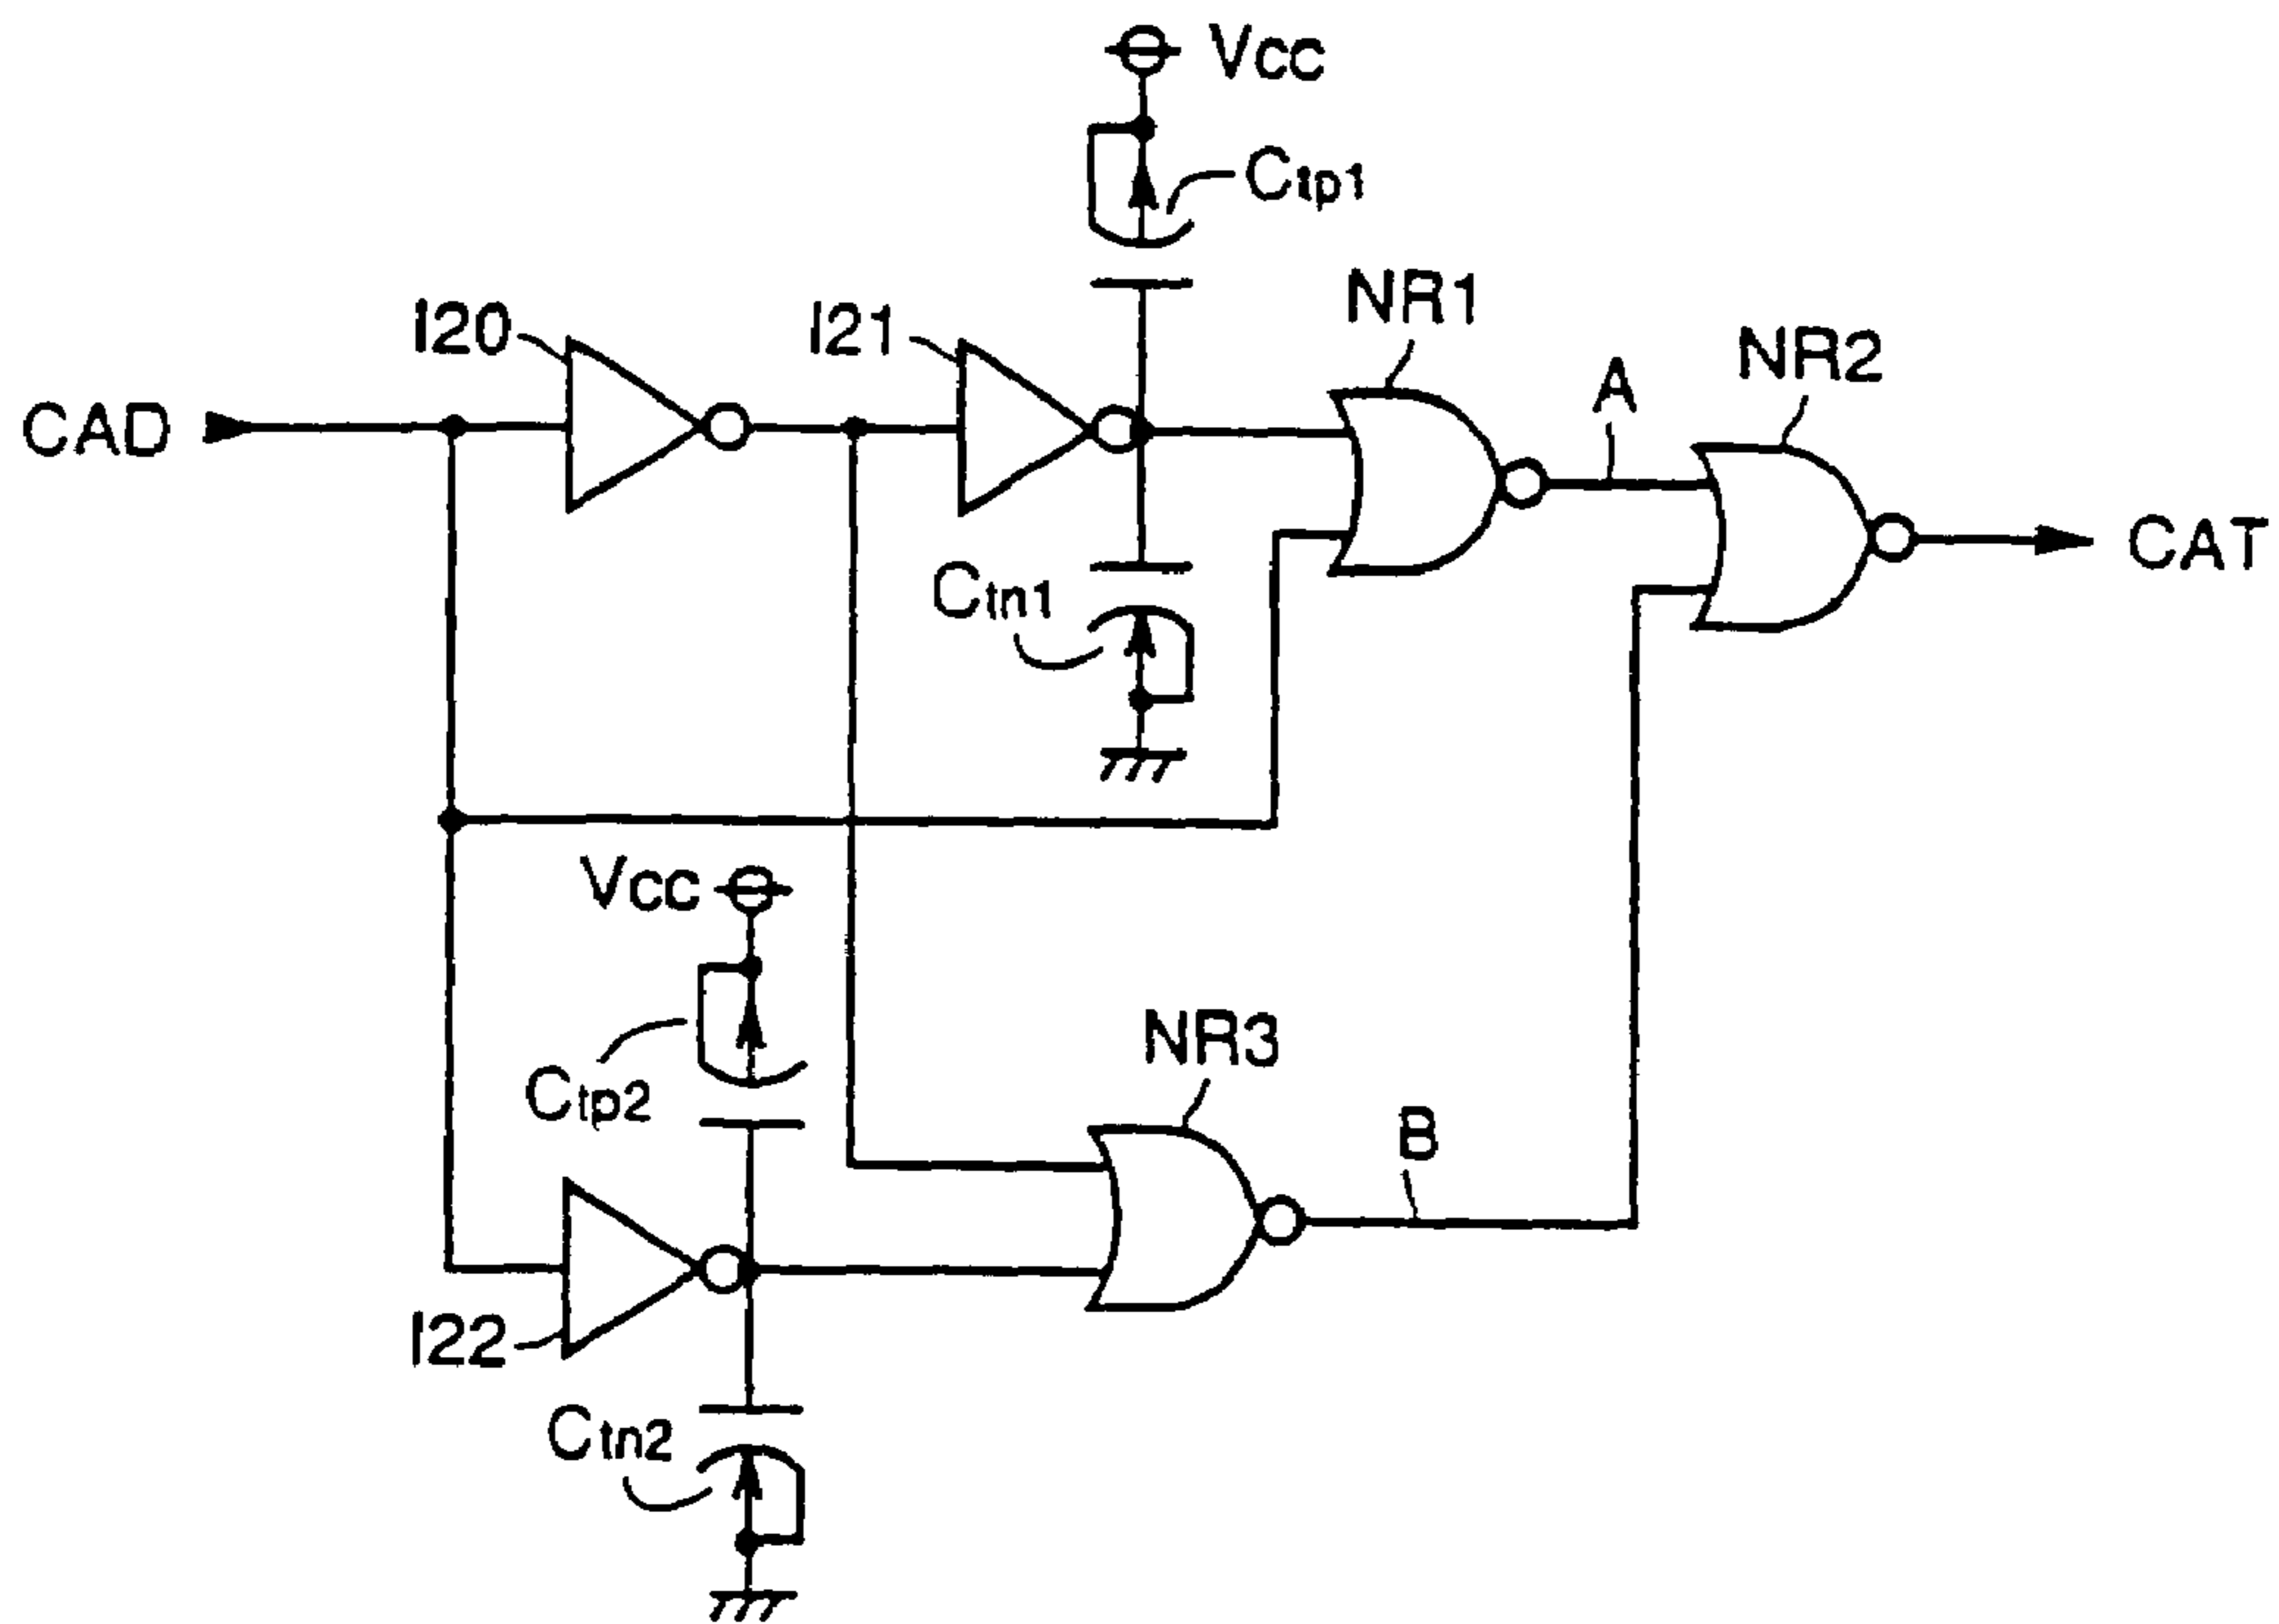 Vcc
Ctp1
NR1
I20
I21
NR2
A
CAD
CAT
Ctn1
Vcc
NR3
Ctp2
B
I22
Ctn2